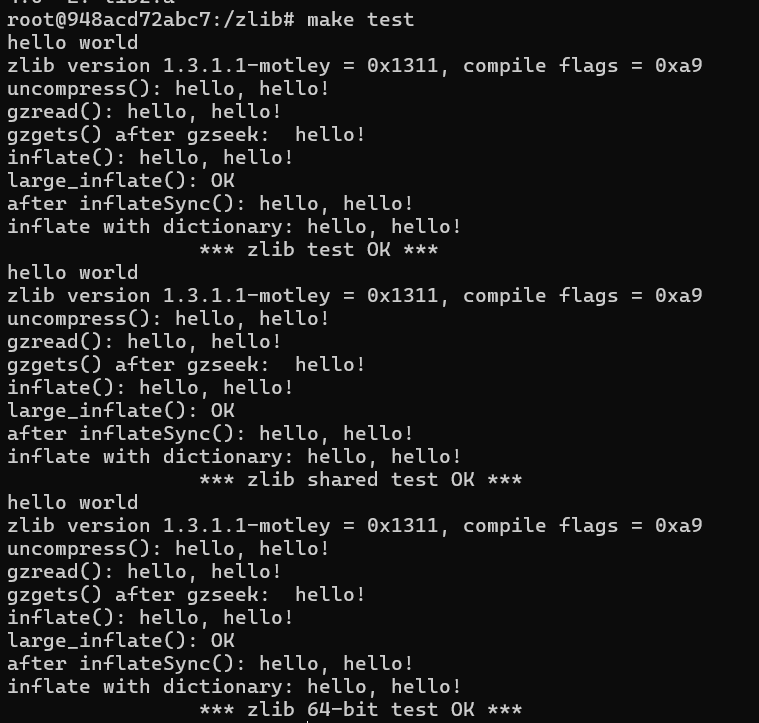 root@948acd72abc7:/zlib# make test
hello world
zlib version 1.3.1.1-motley = 0x1311, compile flags = 0xa9
uncompress(): hello, hello!
gzread(): hello, hello!
gzgets() after gzseek:  hello!
inflate(): hello, hello!
large_inflate(): OK
after inflateSync(): hello, hello!
inflate with dictionary: hello, hello!
                *** zlib test OK ***
hello world
zlib version 1.3.1.1-motley = 0x1311, compile flags = 0xa9
uncompress(): hello, hello!
gzread(): hello, hello!
gzgets() after gzseek:  hello!
inflate(): hello, hello!
large_inflate(): OK
after inflateSync(): hello, hello!
inflate with dictionary: hello, hello!
                *** zlib shared test OK ***
hello world
zlib version 1.3.1.1-motley = 0x1311, compile flags = 0xa9
uncompress(): hello, hello!
gzread(): hello, hello!
gzgets() after gzseek:  hello!
inflate(): hello, hello!
large_inflate(): OK
after inflateSync(): hello, hello!
inflate with dictionary: hello, hello!
                *** zlib 64-bit test OK ***